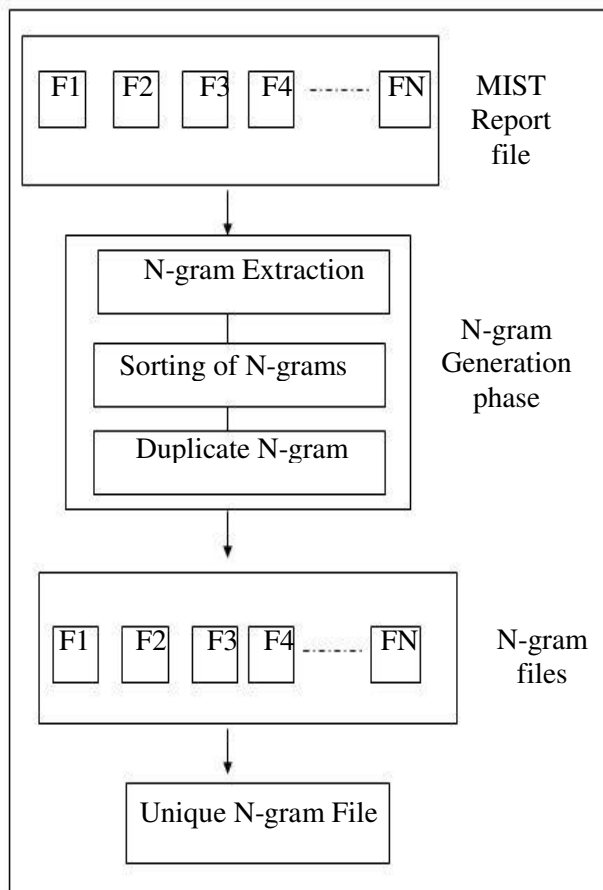 F1 F2 F3 F4 FN
MIST
Report
file
N-gram Extraction
Sorting of N-grams
Duplicate N-gram
N-gram
Generation
phase
F1 F2 F3 F4 FN
N-gram
files
Unique N-gram File